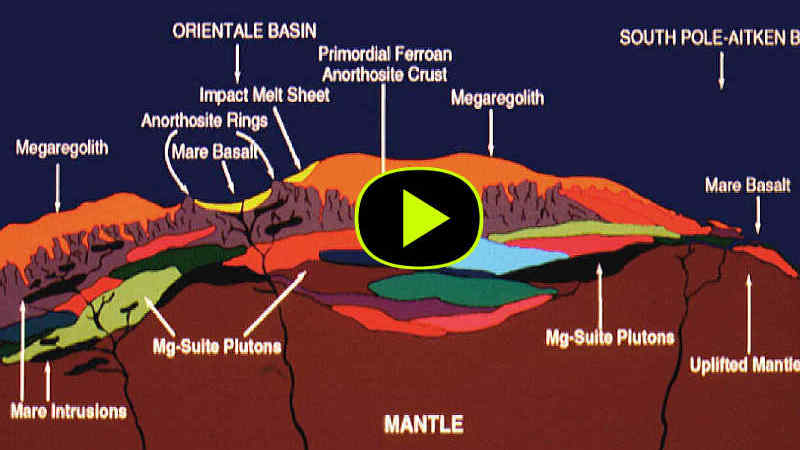 ORIENTALE BASIN
SOUTH POLE-AITKEN B
Primordial Ferroan
Anorthosite Crust
Impact Melt Sheet
Megaregolith
Anorthosite Rings
Megaregolith
Mare Basalt
Mare Basalt
Mg-Suite Plutons
Mg-Suite Plutons
Uplifted Mantle
Mare Intrusions
MANTLE